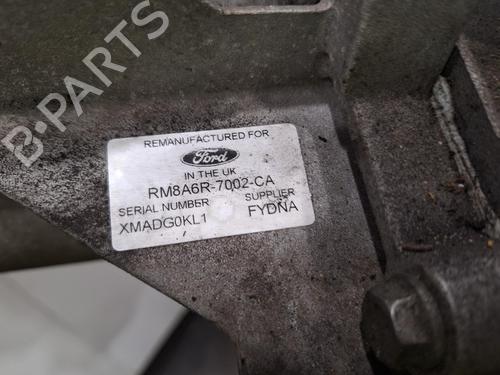 B-PARTS
REMANUFACTURED FOR
Ford
IN THE UK
RM8A6R-7002-CA
SERIAL NUMBER SUPPLIER
XMADG0KL1 FYDNA